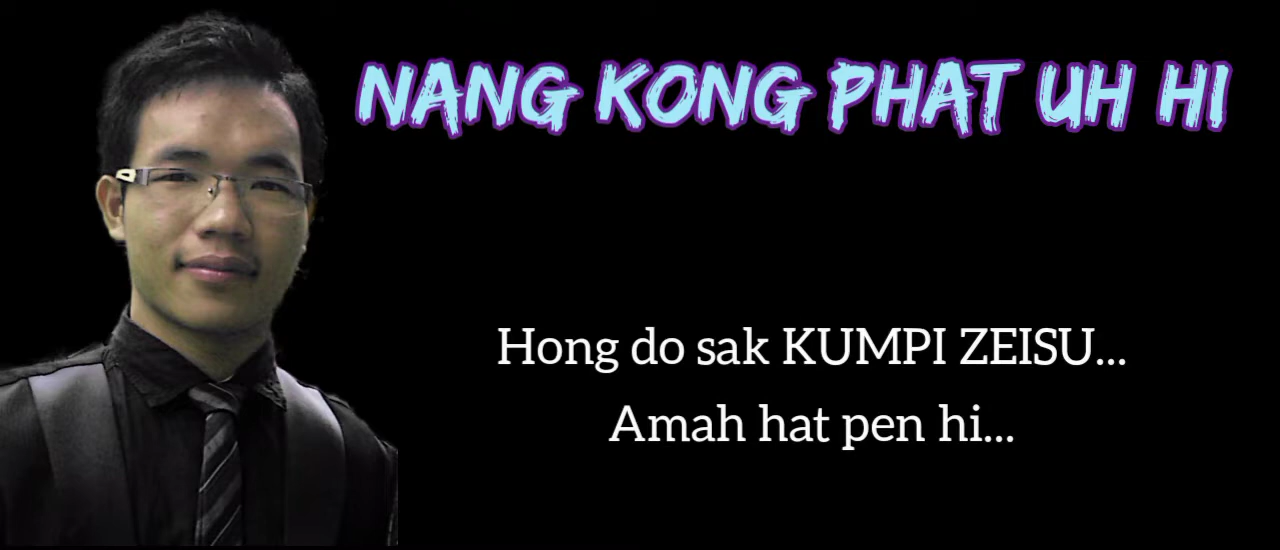 NANG KONG PHAT UH HI
Hong do sak KUMPI ZEISU...
Amah hat pen hi...